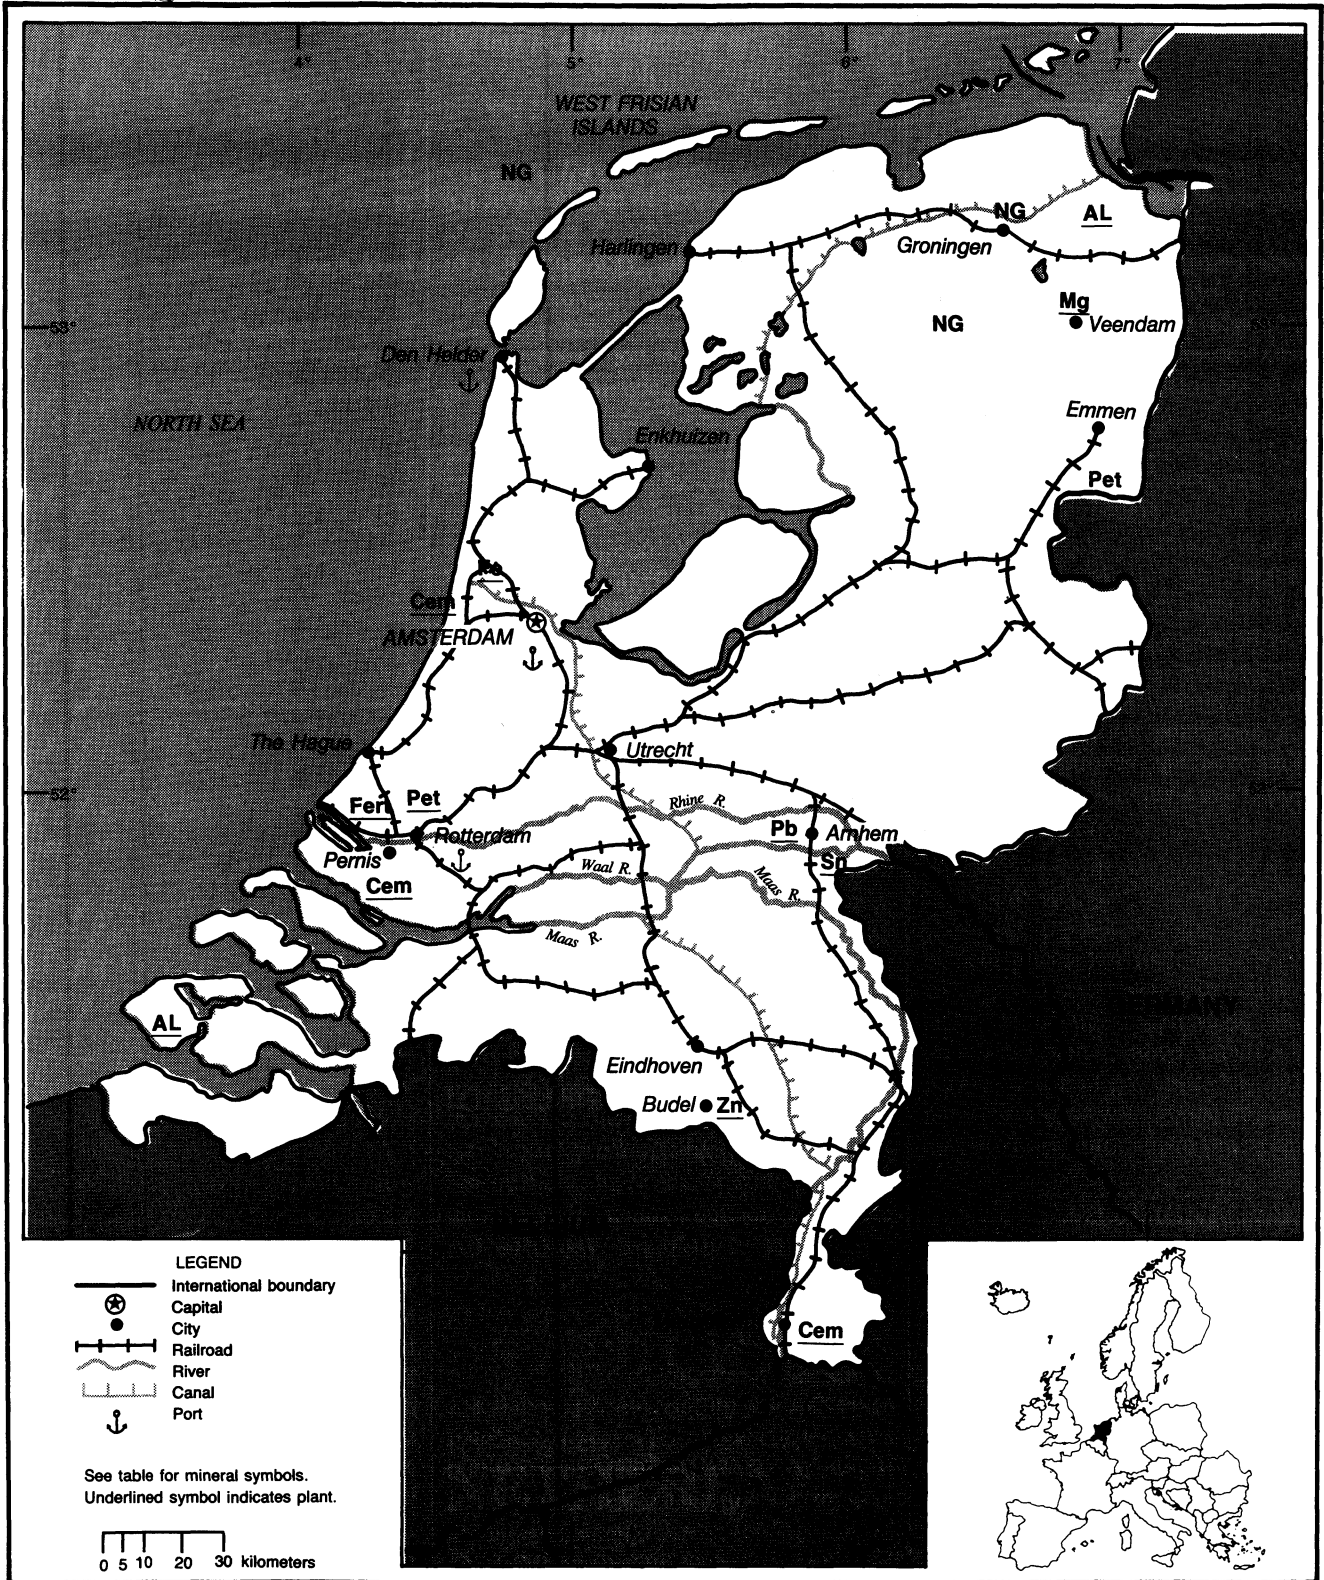 4°
5°
6°
7°
WEST FRISIAN
ISLANDS
NG
NG
AL
Harlingen
Groningen
Mg
53°
NG
Veendam
53°
Den Helder
NORTH SEA
Emmen
Enkhuizen
Pet
Cem
AMSTERDAM
The Hague
Utrecht
52°
Fert
Pet
Rhine R.
Pb
Arnhem
Rotterdam
Pernis
Waal R.
Sn
Cem
Maas R.
Maas R.
AL
GERMANY
Eindhoven
Budel
Zn
Cem
LEGEND
International boundary
Capital
City
Railroad
River
Canal
Port
See table for mineral symbols.
Underlined symbol indicates plant.
0 5 10 20 30 kilometers